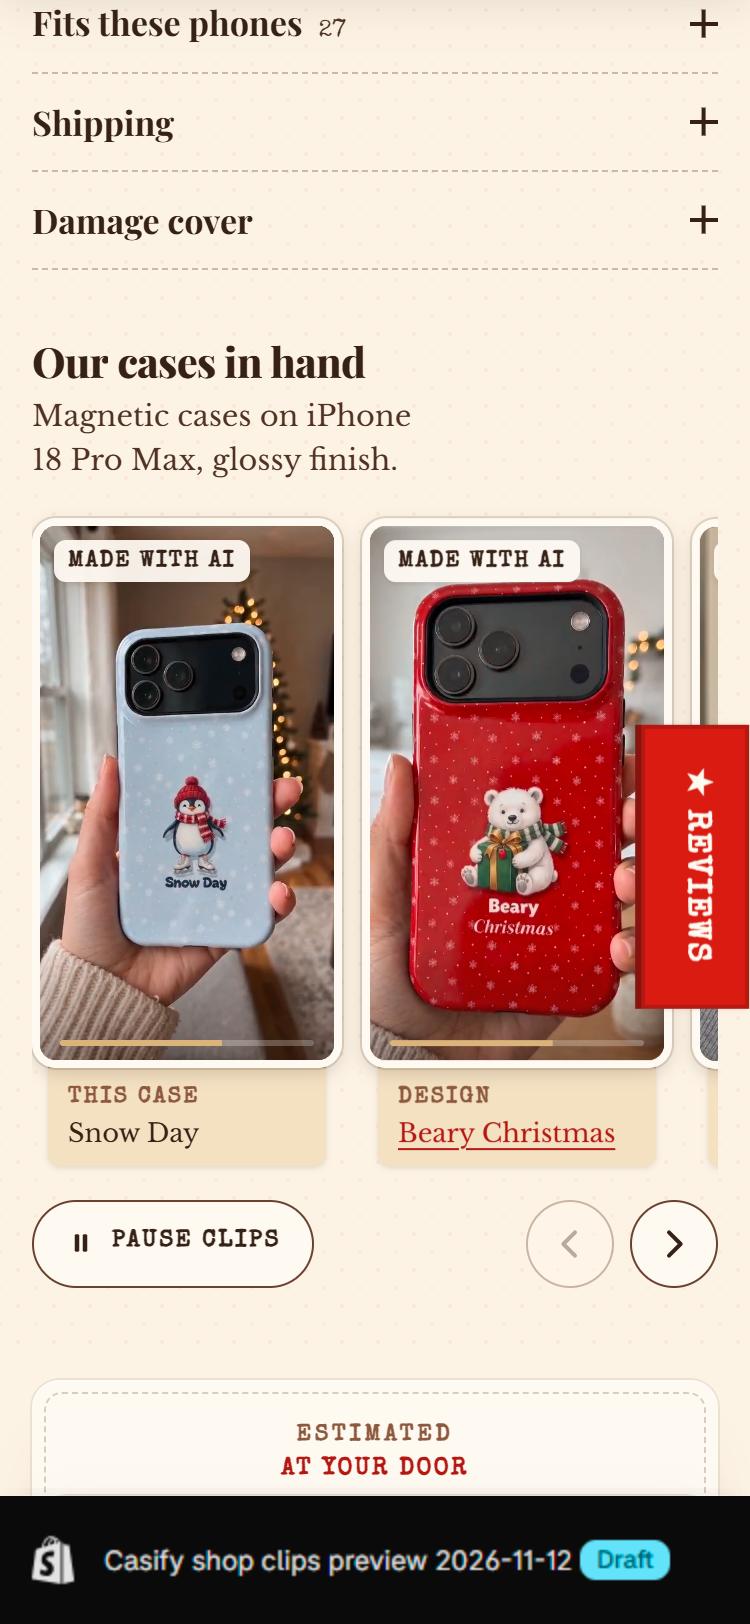 Fits these phones 27
Shipping
Damage cover
Our cases in hand
Magnetic cases on iPhone
18 Pro Max, glossy finish.
MADE WITH AI
Snow Day
MADE WITH AI
Beary
Christmas
★ REVIEWS
THIS CASE
Snow Day
DESIGN
Beary Christmas
PAUSE CLIPS
ESTIMATED
AT YOUR DOOR
Casify shop clips preview 2026-11-12 Draft